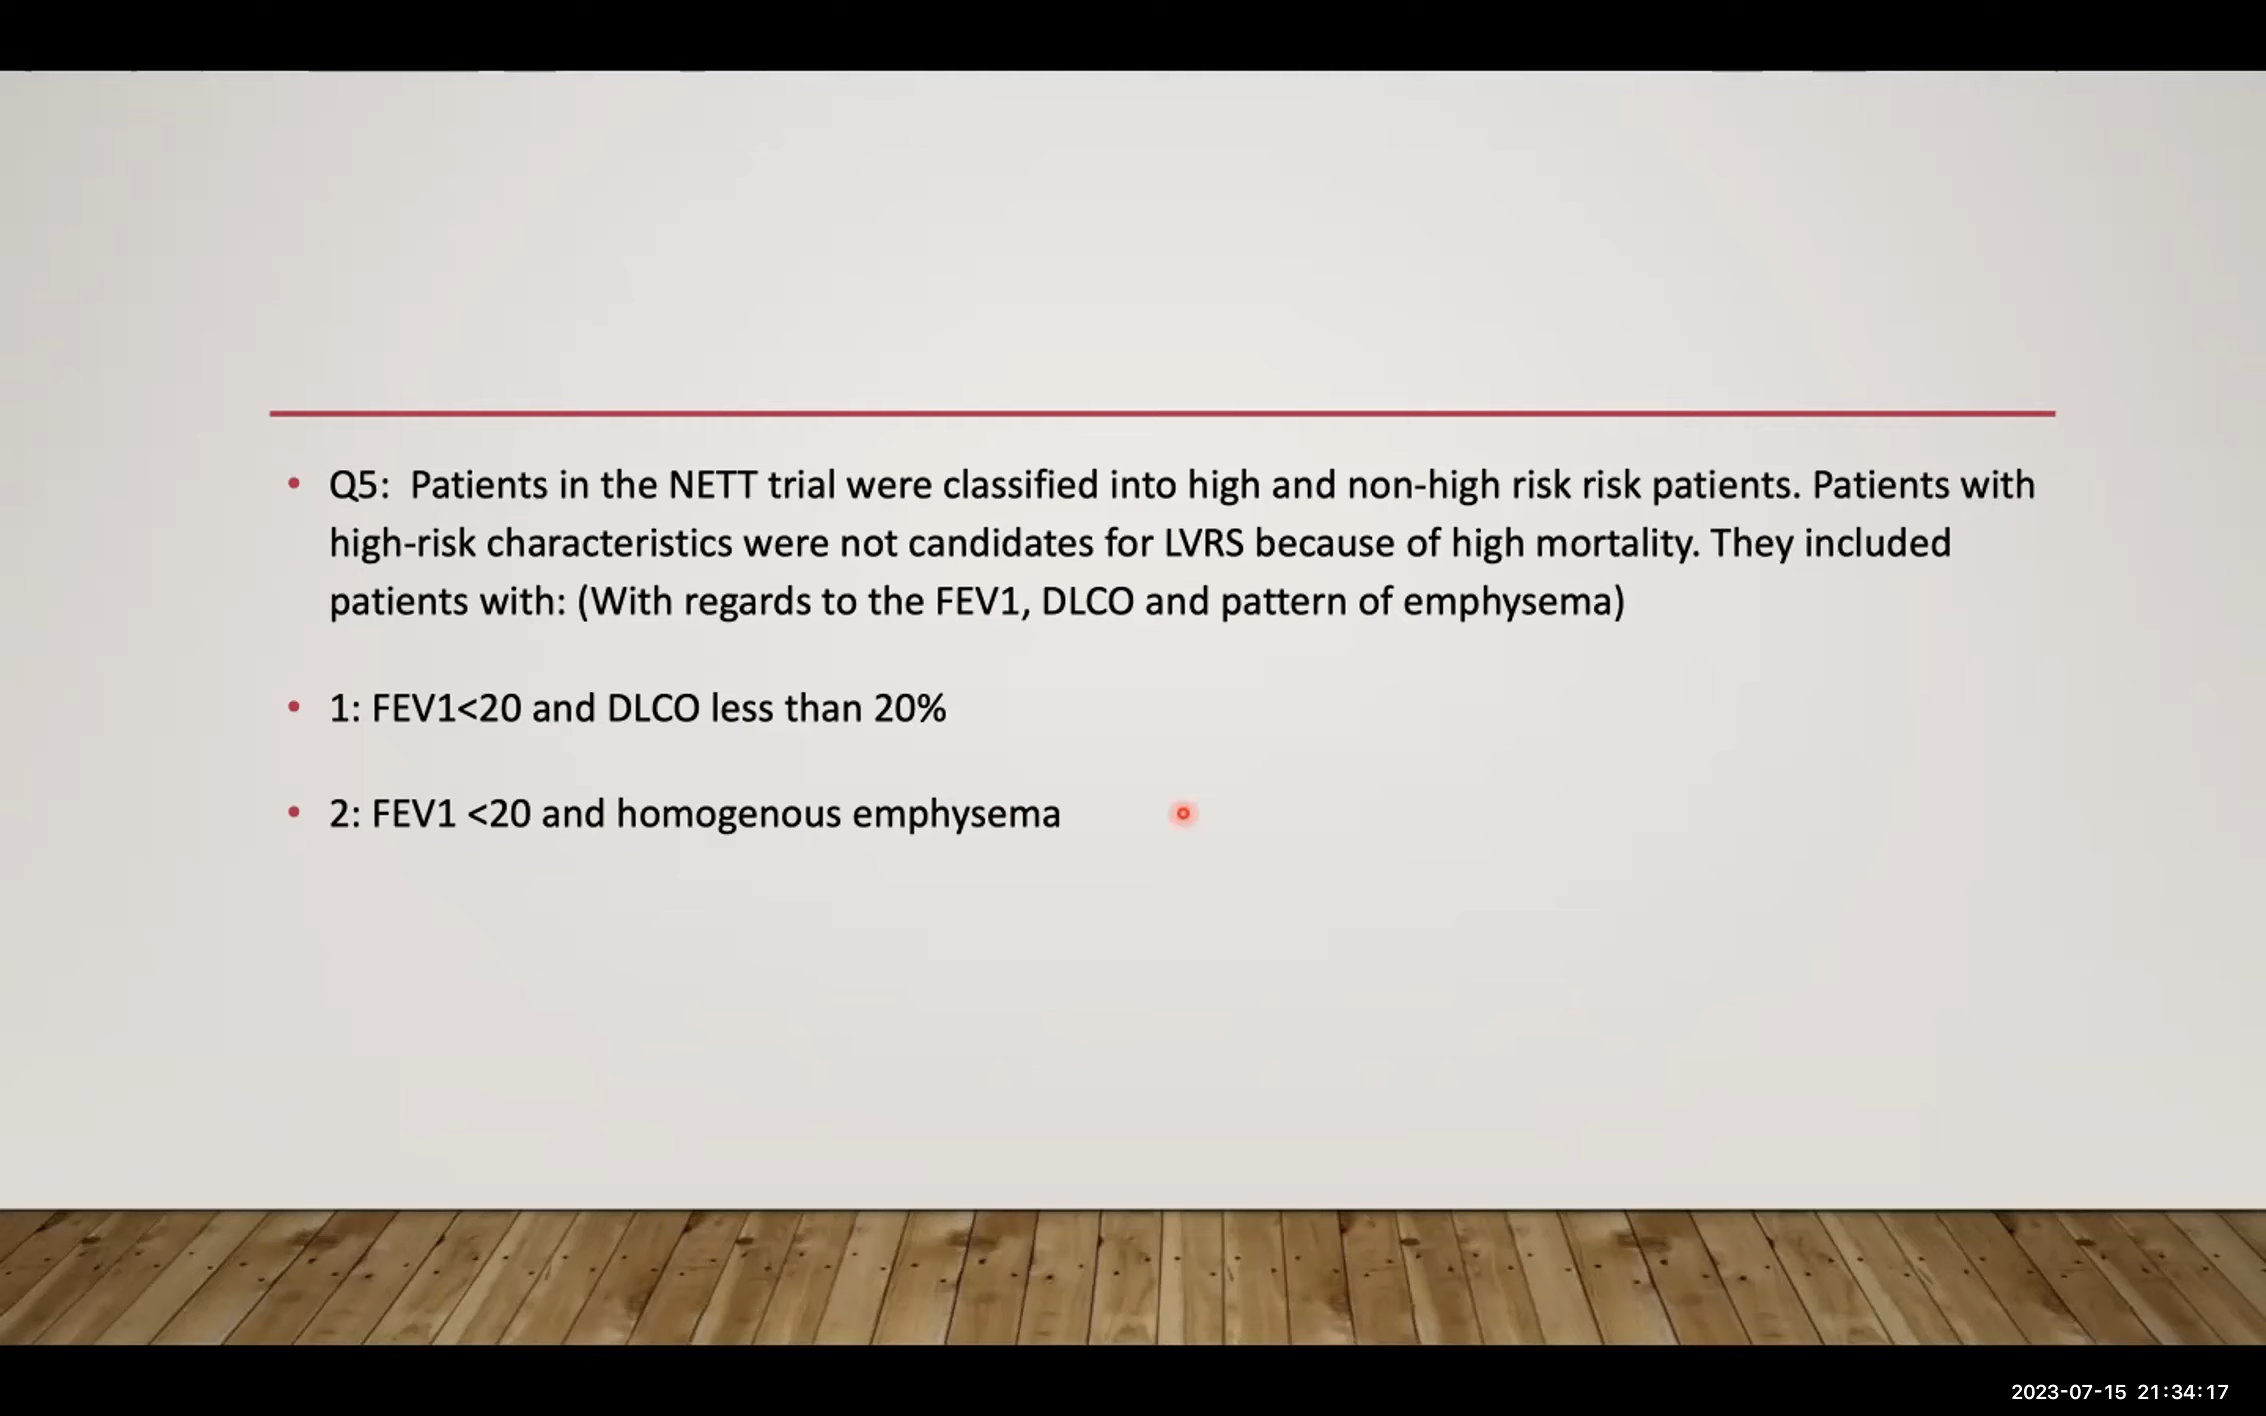 Q5:  Patients in the NETT trial were classified into high and non-high risk risk patients. Patients with
high-risk characteristics were not candidates for LVRS because of high mortality. They included
patients with: (With regards to the FEV1, DLCO and pattern of emphysema)
1: FEV1<20 and DLCO less than 20%
2: FEV1 <20 and homogenous emphysema
2023-07-15 21:34:17